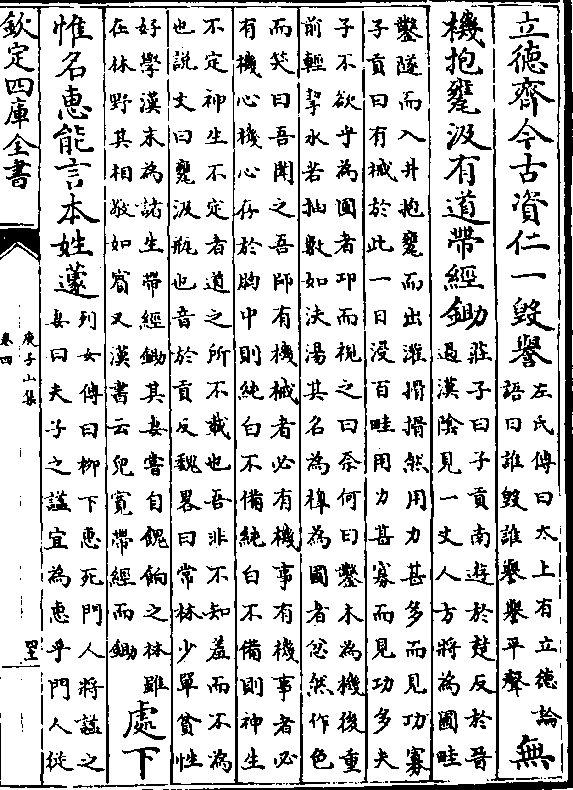 立德齊今古資仁一毀譽
左氏傳曰太上有立德論
語曰誰毀誰譽譽平聲
無
機抱甕汲有道帶經鋤
莊子曰子貢南遊於楚反於晉
過漢陰見一丈人方將為圃畦
鑿隧而入井抱甕而出灌搰搰然用力甚多而見功寡
子貢曰有械於此一日浸百畦用力甚寡而見功多夫
子不欲乎為圃者卬而視之曰奈何曰鑿木為機後重
前輕挈水若抽數如泆湯其名為槔為圃者忿然作色
而笑曰吾聞之吾師有機械者必有機事有機事者必
有機心機心存於胸中則純白不備純白不備則神生
不定神生不定者道之所不載也吾非不知羞而不為
也說文曰甕汲瓶也音於貢反魏畧曰常林少單貧性
好學漢末為諸生帶經鋤其妻嘗自餽餉之林雖
在林野其相敬如賓又漢書云兒寛帶經而鋤
處下
惟名惠能言本姓蘧
列女傳曰柳下惠死門人將誄之
妻曰夫子之諡宜為惠乎門人從
欽定四庫全書
庾子山集
卷四